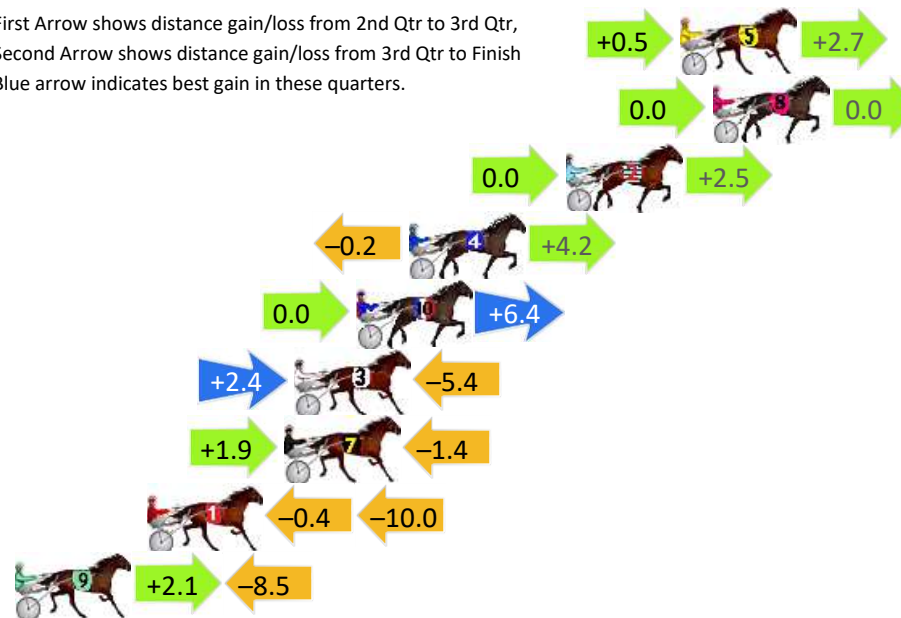 First Arrow shows distance gain/loss from 2nd Qtr to 3rd Qtr,
Second Arrow shows distance gain/loss from 3rd Qtr to Finish
Blue arrow indicates best gain in these quarters.
+0.5 5 +2.7
0.0 8 0.0
0.0 2 +2.5
–0.2 4 +4.2
0.0 10 +6.4
+2.4 3 –5.4
+1.9 7 –1.4
1 –0.4 –10.0
9 +2.1 –8.5